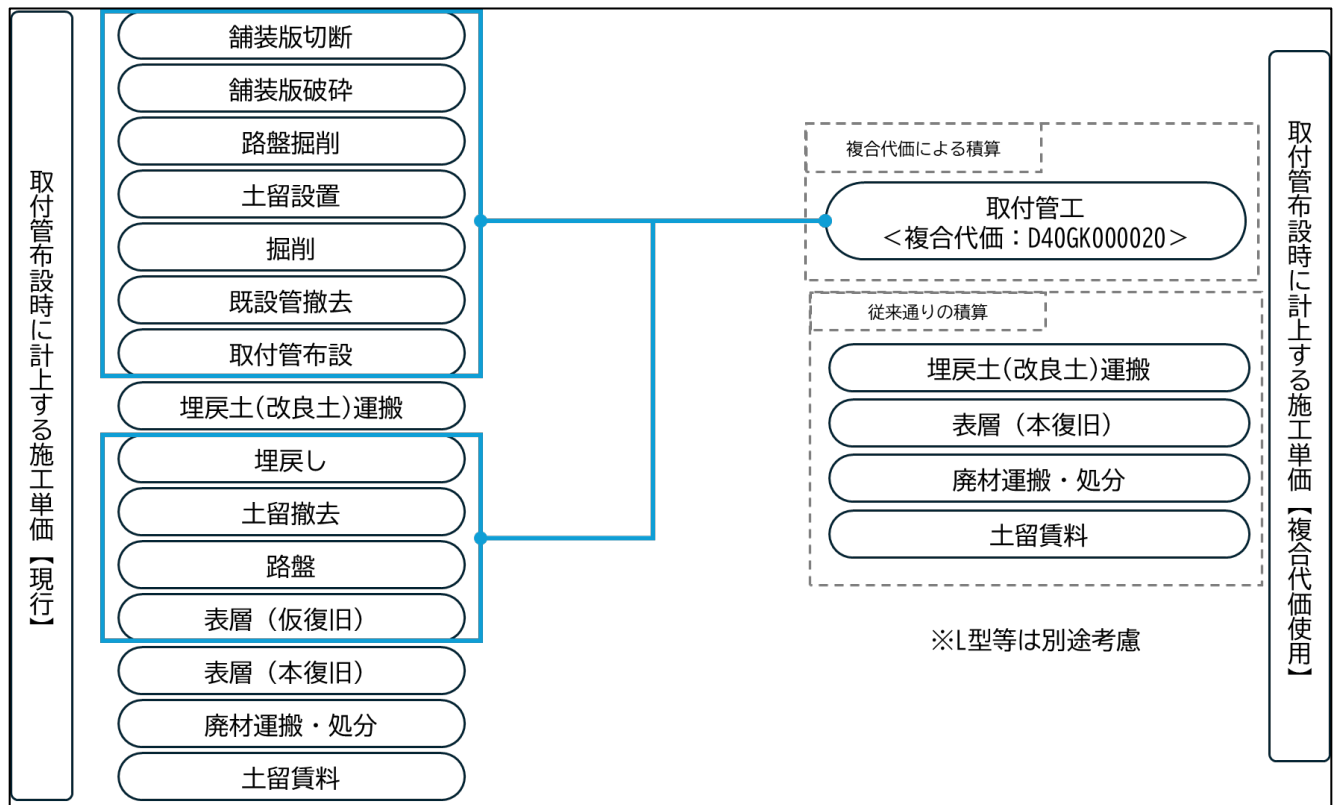 取付管布設時に計上する施工単価【現行】
舗装版切断
舗装版破砕
路盤掘削
土留設置
掘削
既設管撤去
取付管布設
埋戻土(改良土)運搬
埋戻し
土留撤去
路盤
表層（仮復旧）
表層（本復旧）
廃材運搬・処分
土留賃料
複合代価による積算
取付管工
＜複合代価：D40GK000020＞
従来通りの積算
埋戻土(改良土)運搬
表層（本復旧）
廃材運搬・処分
土留賃料
※L型等は別途考慮
取付管布設時に計上する施工単価【複合代価使用】